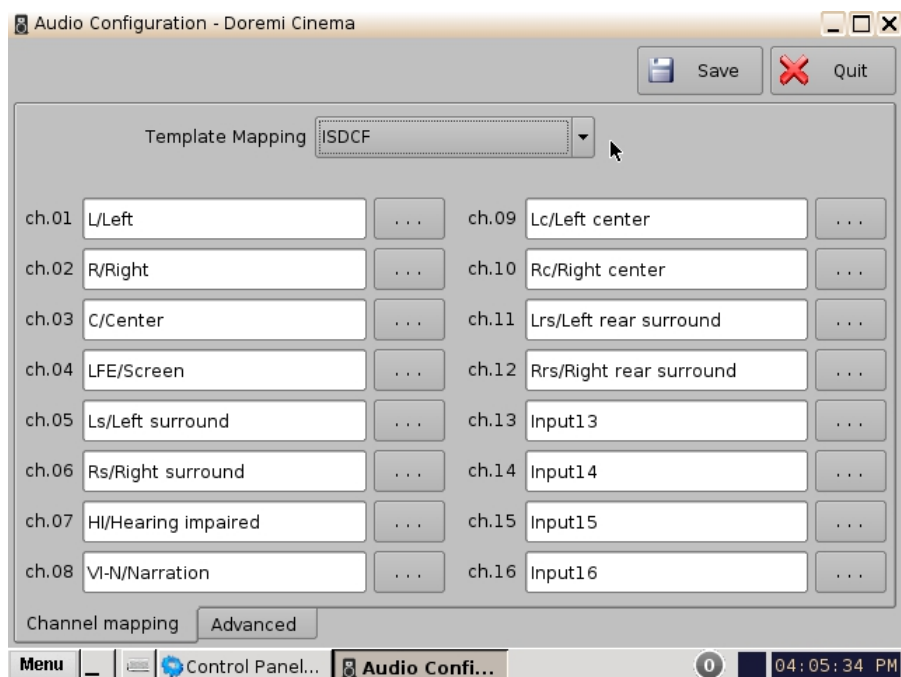 Audio Configuration - Doremi Cinema
Save
Quit
Template Mapping ISDCF
ch.01 L/Left ...
ch.02 R/Right ...
ch.03 C/Center ...
ch.04 LFE/Screen ...
ch.05 Ls/Left surround ...
ch.06 Rs/Right surround ...
ch.07 HI/Hearing impaired ...
ch.08 VI-N/Narration ...
ch.09 Lc/Left center ...
ch.10 Rc/Right center ...
ch.11 Lrs/Left rear surround ...
ch.12 Rrs/Right rear surround ...
ch.13 Input13 ...
ch.14 Input14 ...
ch.15 Input15 ...
ch.16 Input16 ...
Channel mapping
Advanced
Menu
Control Panel...
Audio Confi...
0
04:05:34 PM